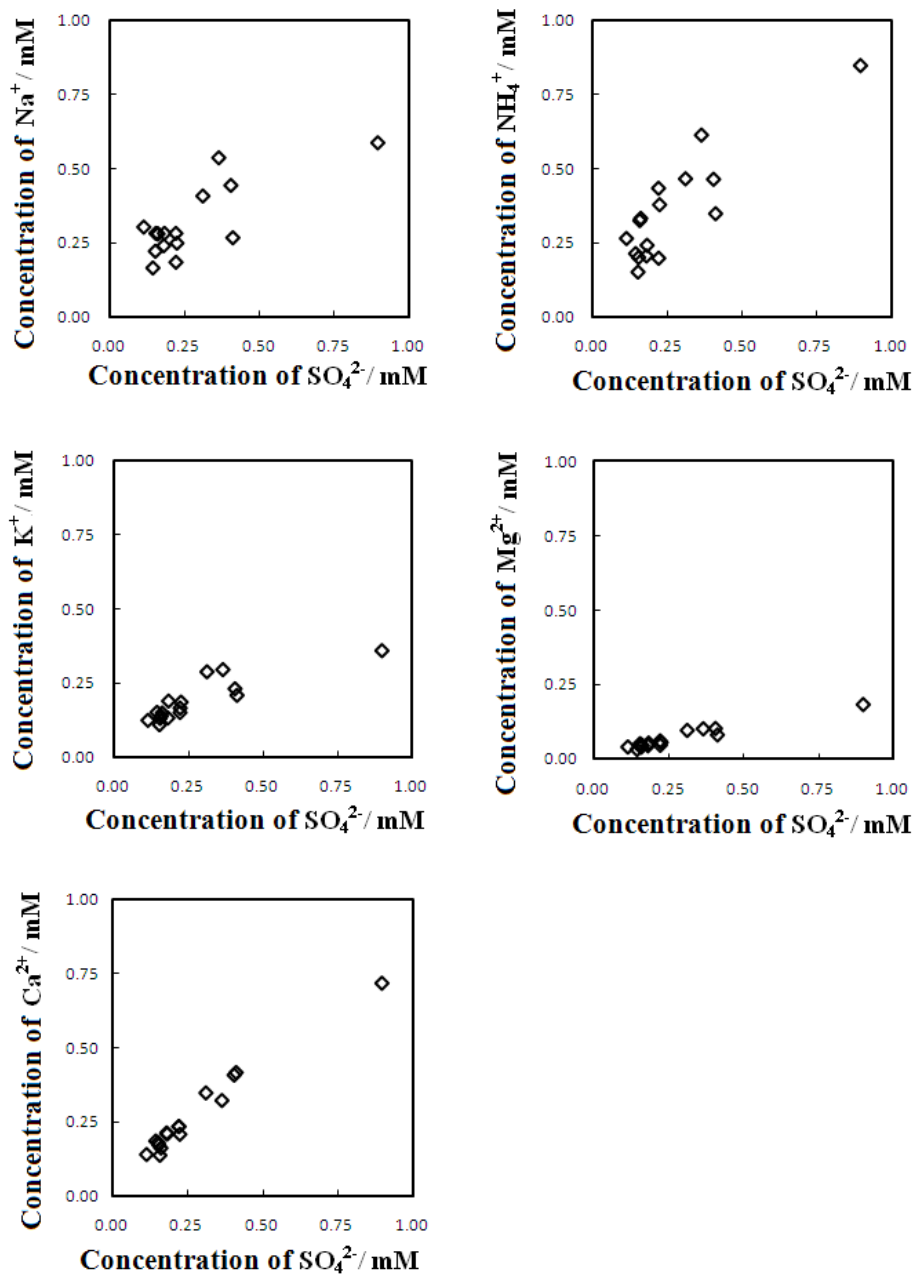 Concentration of Na⁺/ mM
1.00
0.75
0.50
0.25
0.00
0.00 0.25 0.50 0.75 1.00
Concentration of SO₄²⁻/ mM
Concentration of NH₄⁺/ mM
1.00
0.75
0.50
0.25
0.00
0.00 0.25 0.50 0.75 1.00
Concentration of SO₄²⁻/ mM
Concentration of K⁺/ mM
1.00
0.75
0.50
0.25
0.00
0.00 0.25 0.50 0.75 1.00
Concentration of SO₄²⁻/ mM
Concentration of Mg²⁺/ mM
1.00
0.75
0.50
0.25
0.00
0.00 0.25 0.50 0.75 1.00
Concentration of SO₄²⁻/ mM
Concentration of Ca²⁺/ mM
1.00
0.75
0.50
0.25
0.00
0.00 0.25 0.50 0.75 1.00
Concentration of SO₄²⁻/ mM